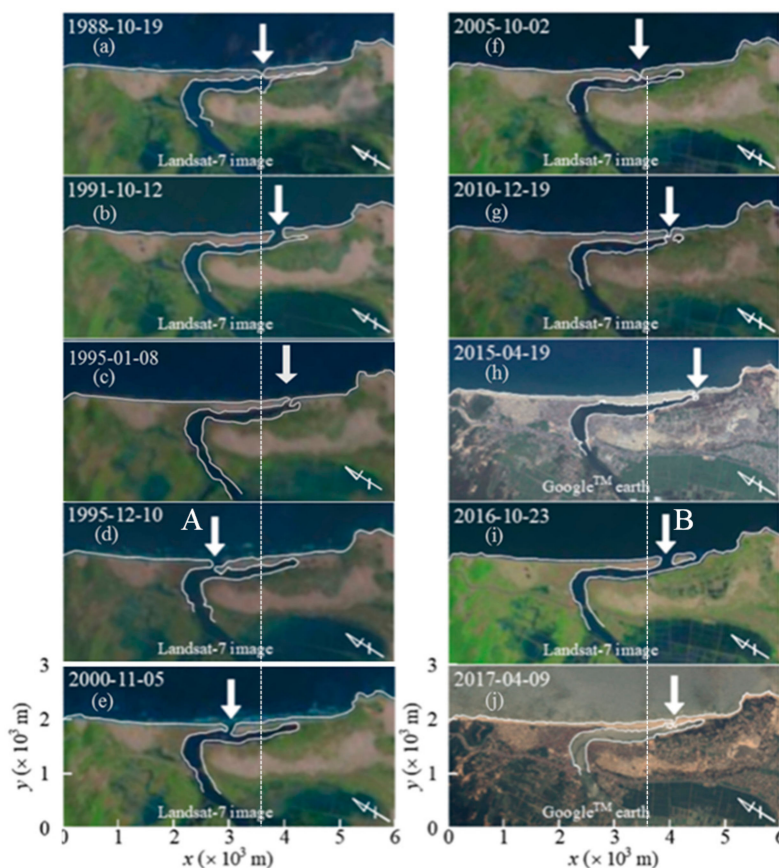 1988-10-19
(a)
Landsat-7 image
1991-10-12
(b)
Landsat-7 image
1995-01-08
(c)
Landsat-7 image
1995-12-10
A
(d)
Landsat-7 image
2000-11-05
(e)
Landsat-7 image
3
2
1
0
y (× 10³ m)
0 1 2 3 4 5 6
x (× 10³ m)
2005-10-02
(f)
Landsat-7 image
2010-12-19
(g)
Landsat-7 image
2015-04-19
(h)
Google™ earth
2016-10-23
B
(i)
Landsat-7 image
2017-04-09
(j)
Google™ earth
3
2
1
0
y (× 10³ m)
0 1 2 3 4 5 6
x (× 10³ m)